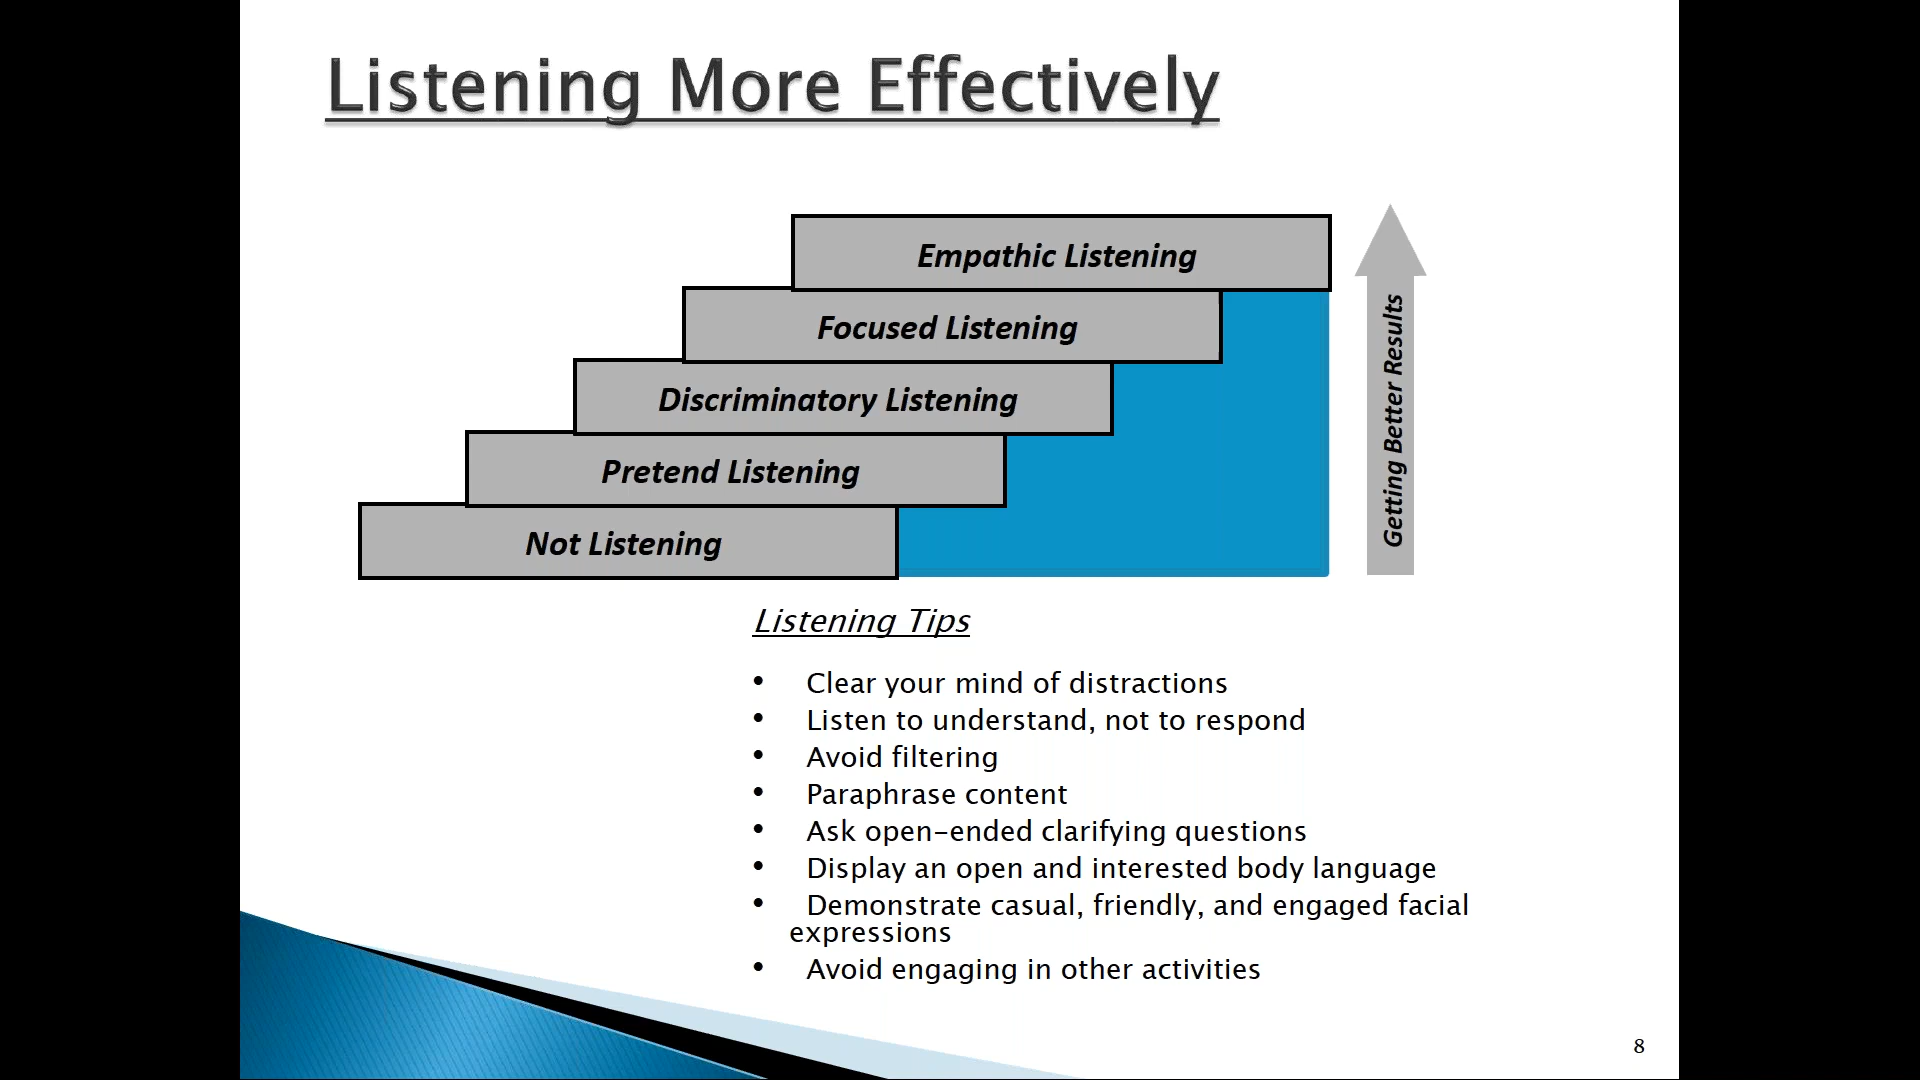 Listening More Effectively
Empathic Listening
Focused Listening
Discriminatory Listening
Pretend Listening
Not Listening
Getting Better Results
Listening Tips
• Clear your mind of distractions
• Listen to understand, not to respond
• Avoid filtering
• Paraphrase content
• Ask open-ended clarifying questions
• Display an open and interested body language
• Demonstrate casual, friendly, and engaged facial
expressions
• Avoid engaging in other activities
8